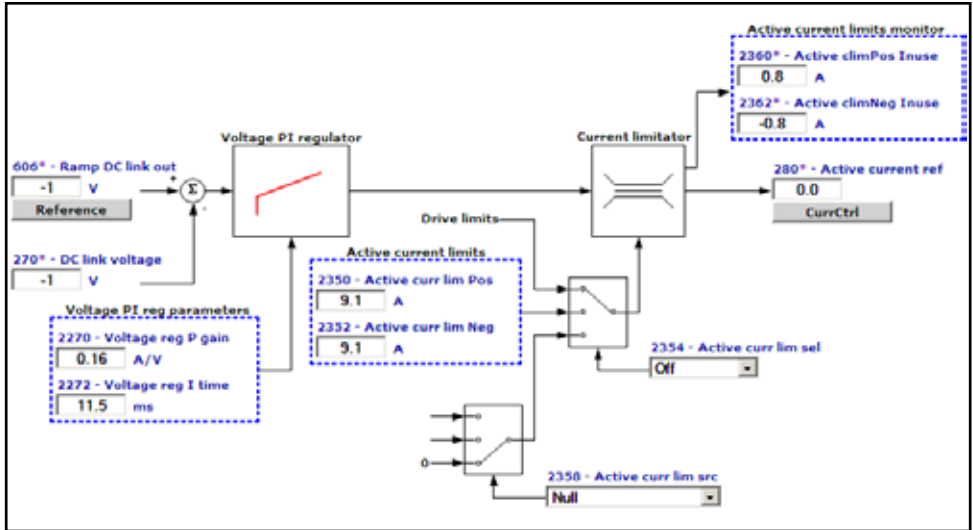 Active current limits monitor
2360* - Active climPos Inuse
0.8 A
2362* - Active climNeg Inuse
-0.8 A
Voltage PI regulator
Current limitator
606* - Ramp DC link out
-1 V
Reference
+
Σ
-
280* - Active current ref
0.0
CurrCtrl
Drive limits
270* - DC link voltage
-1 V
Active current limits
2350 - Active curr lim Pos
9.1 A
2352 - Active curr lim Neg
9.1 A
Voltage PI reg parameters
2270 - Voltage reg P gain
0.16 A/V
2272 - Voltage reg I time
11.5 ms
2354 - Active curr lim sel
Off
0
2358 - Active curr lim src
Null